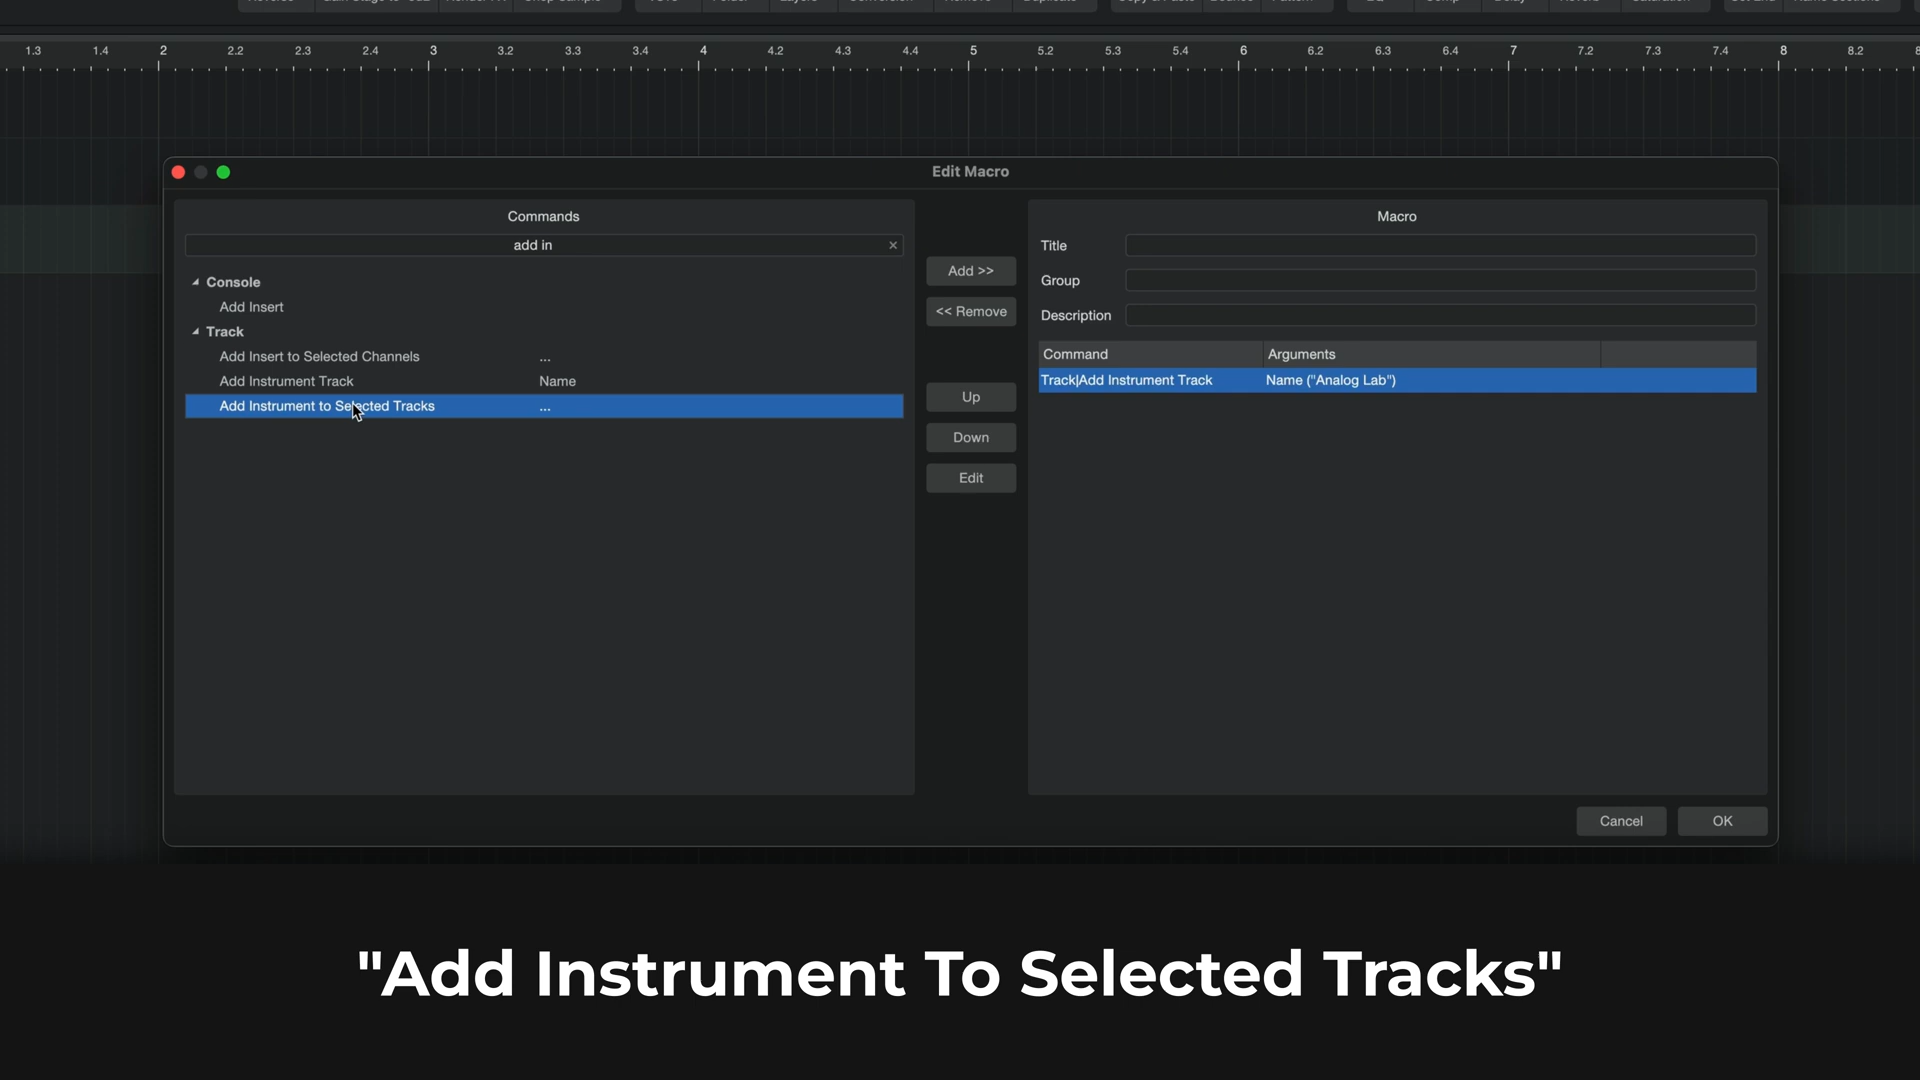 1.3 1.4 2 2.2 2.3 2.4 3 3.2 3.3 3.4 4 4.2 4.3 4.4 5 5.2 5.3 5.4 6 6.2 6.3 6.4 7 7.2 7.3 7.4 8 8.2
Edit Macro
Commands
add in
Console
Add Insert
Track
Add Insert to Selected Channels ...
Add Instrument Track Name
Add Instrument to Selected Tracks ...
Add >>
<< Remove
Up
Down
Edit
Macro
Title
Group
Description
Command Arguments
Track|Add Instrument Track Name ("Analog Lab")
Cancel OK
"Add Instrument To Selected Tracks"